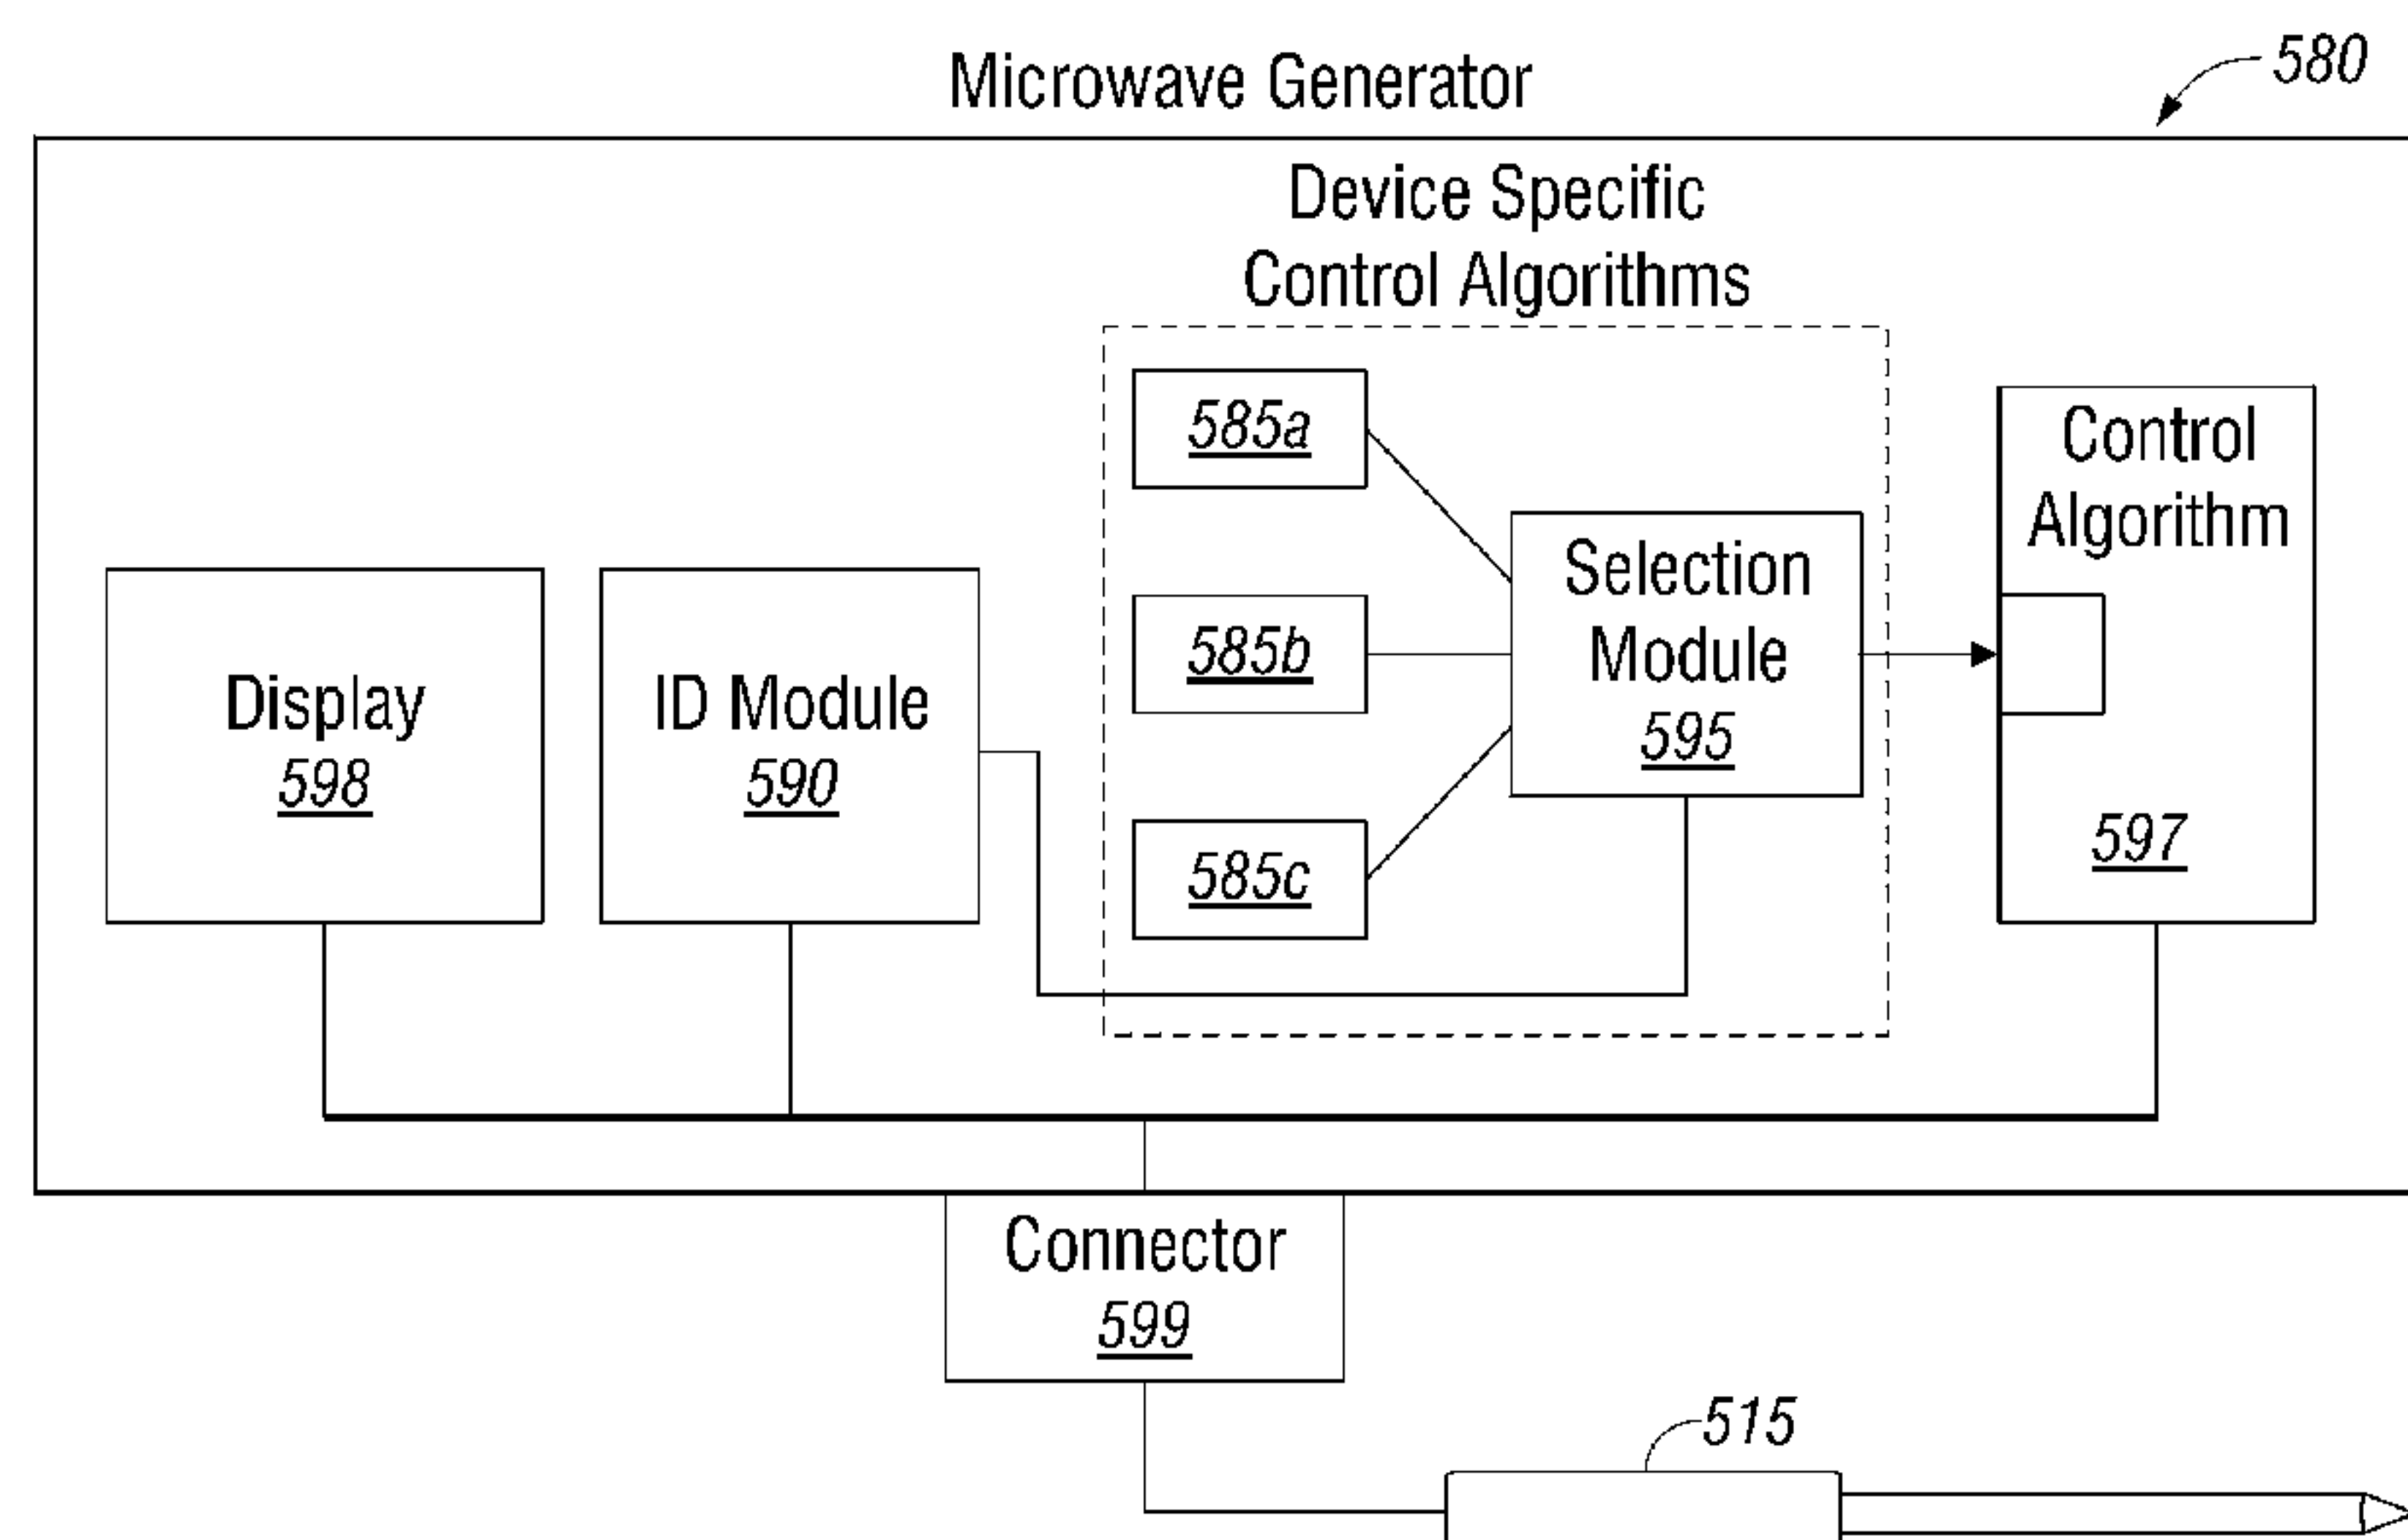 Microwave Generator
580
Device Specific
Control Algorithms
585a
585b
585c
Selection
Module
595
Control
Algorithm
597
Display
598
ID Module
590
Connector
599
515